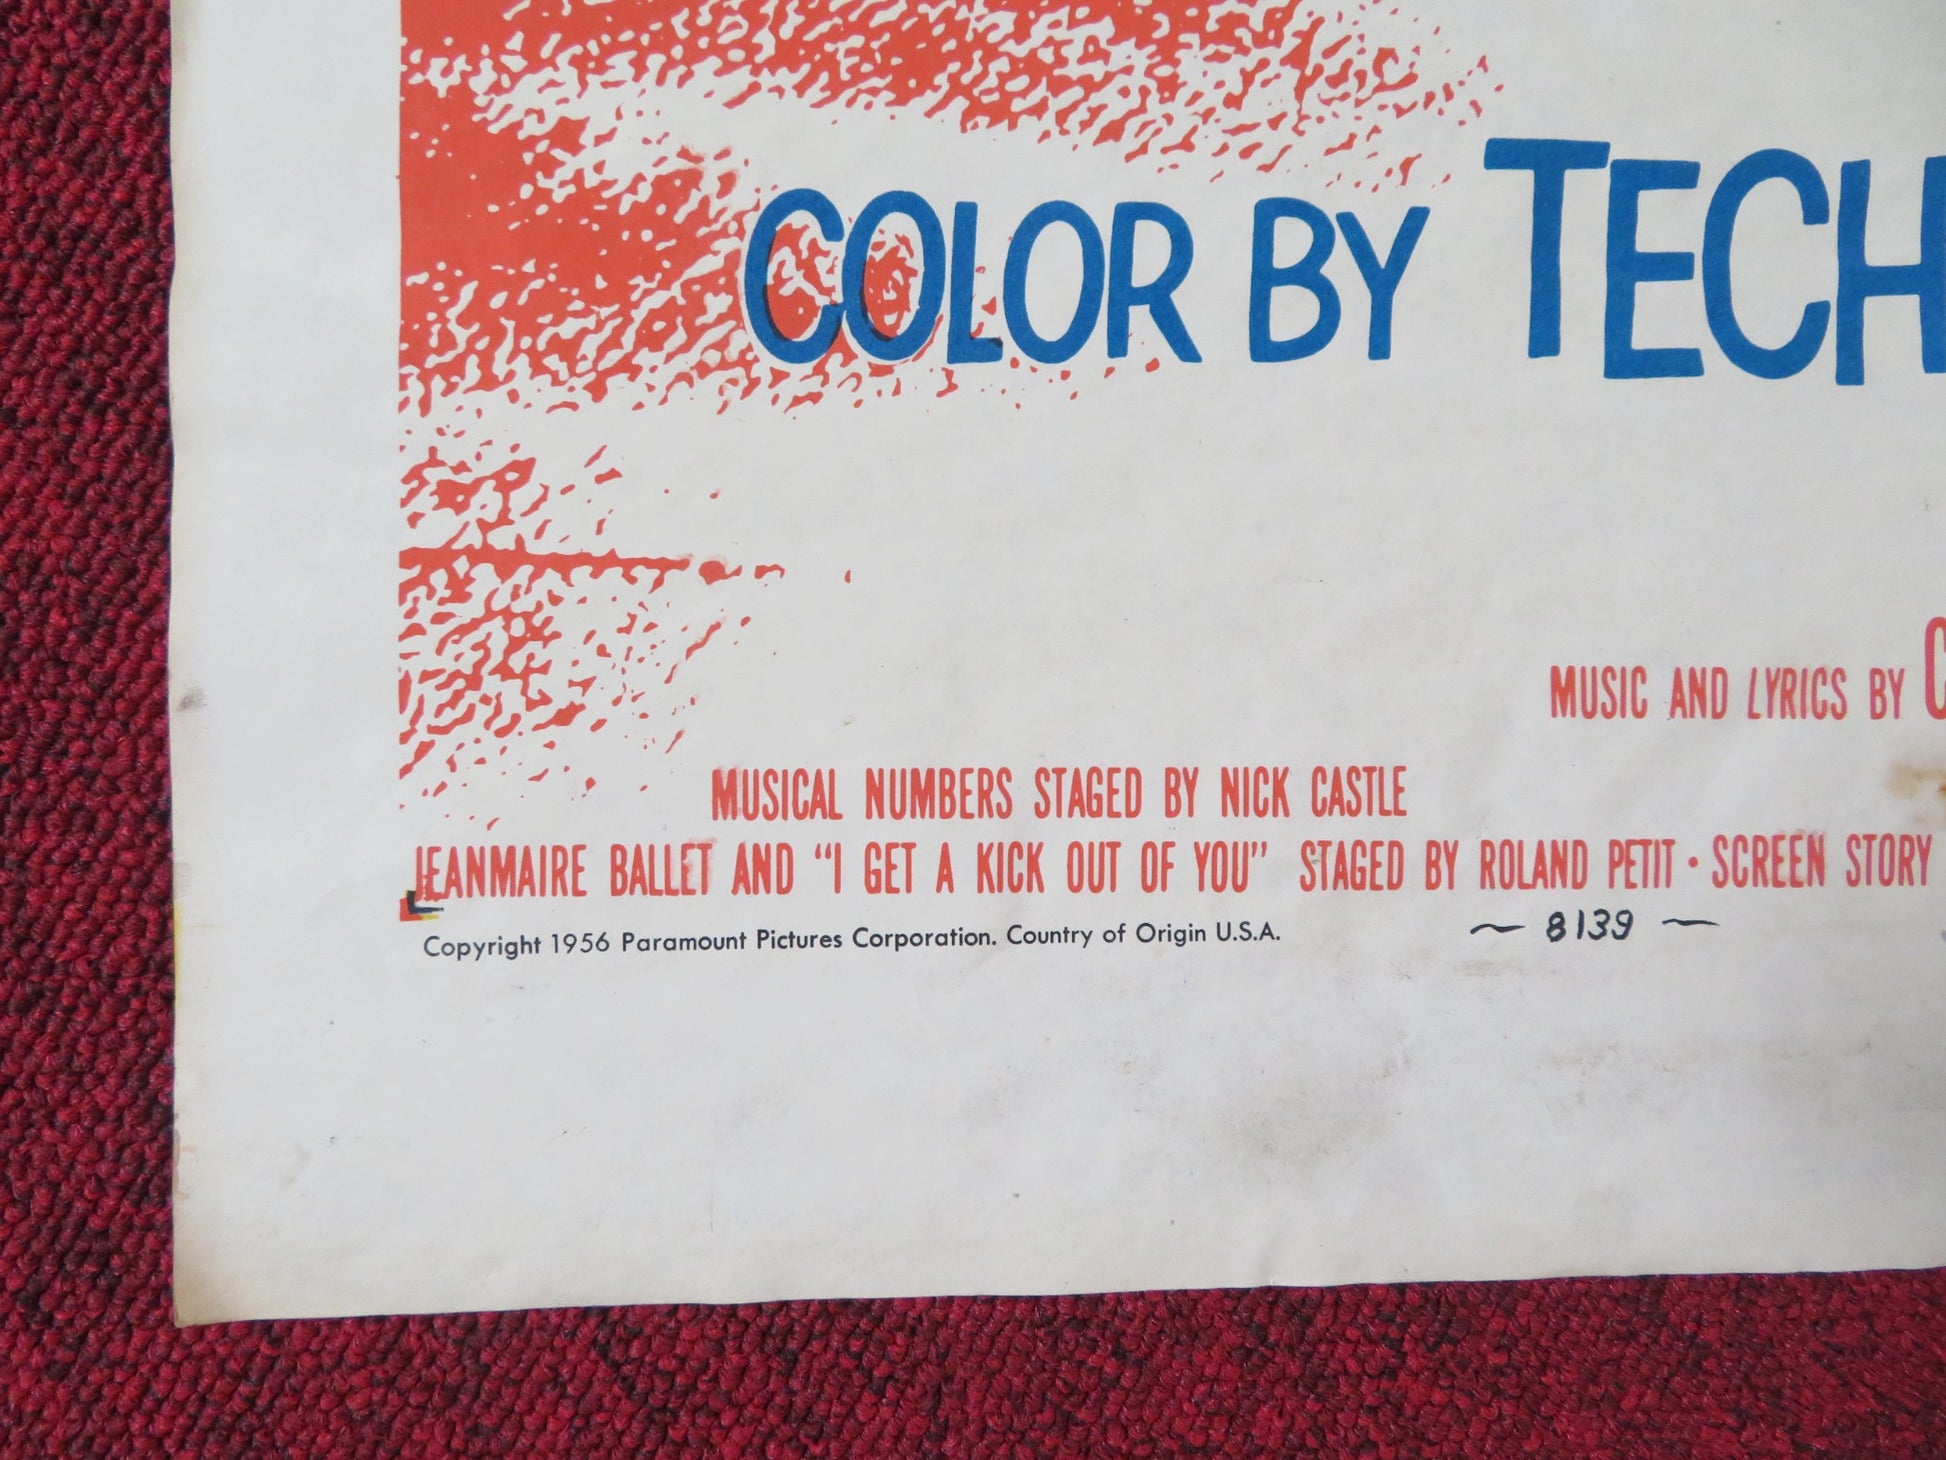 COLOR BY TECH
MUSIC AND LYRICS BY C
MUSICAL NUMBERS STAGED BY NICK CASTLE
JEANMAIRE BALLET AND “I GET A KICK OUT OF YOU” STAGED BY ROLAND PETIT • SCREEN STORY
Copyright 1956 Paramount Pictures Corporation. Country of Origin U.S.A. ~ 8139 ~